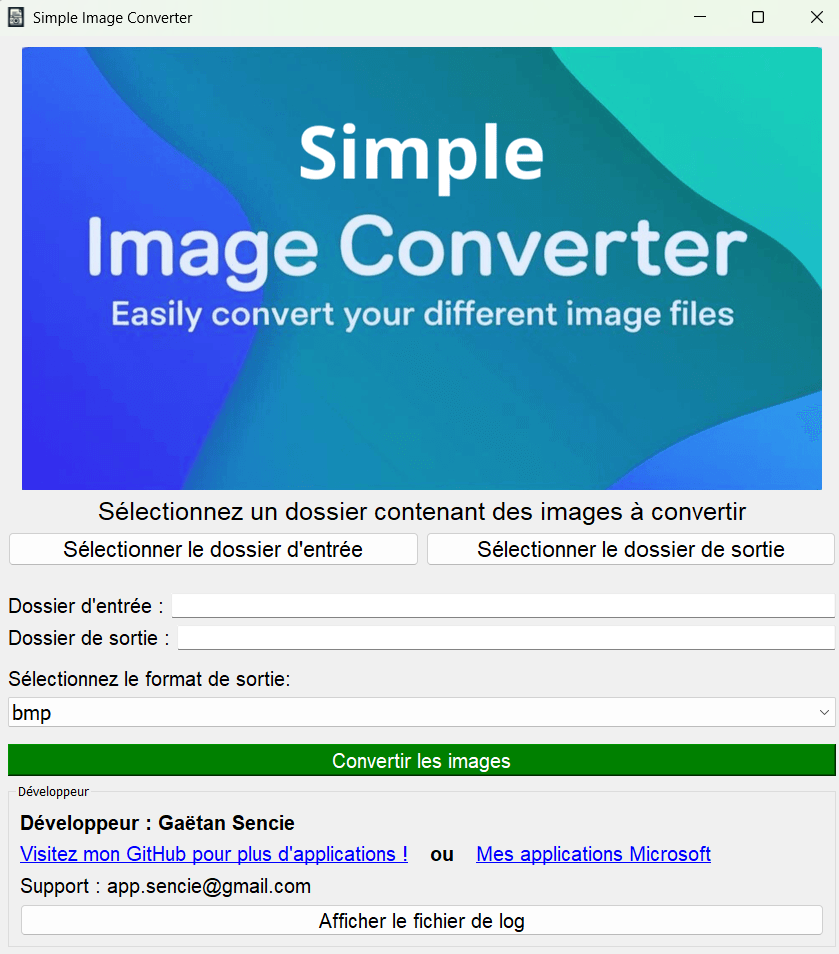 Simple Image Converter
Simple
Image Converter
Easily convert your different image files
Sélectionnez un dossier contenant des images à convertir
Sélectionner le dossier d'entrée
Sélectionner le dossier de sortie
Dossier d'entrée :
Dossier de sortie :
Sélectionnez le format de sortie:
bmp
Convertir les images
Développeur
Développeur : Gaëtan Sencie
Visitez mon GitHub pour plus d'applications ! ou Mes applications Microsoft
Support : app.sencie@gmail.com
Afficher le fichier de log